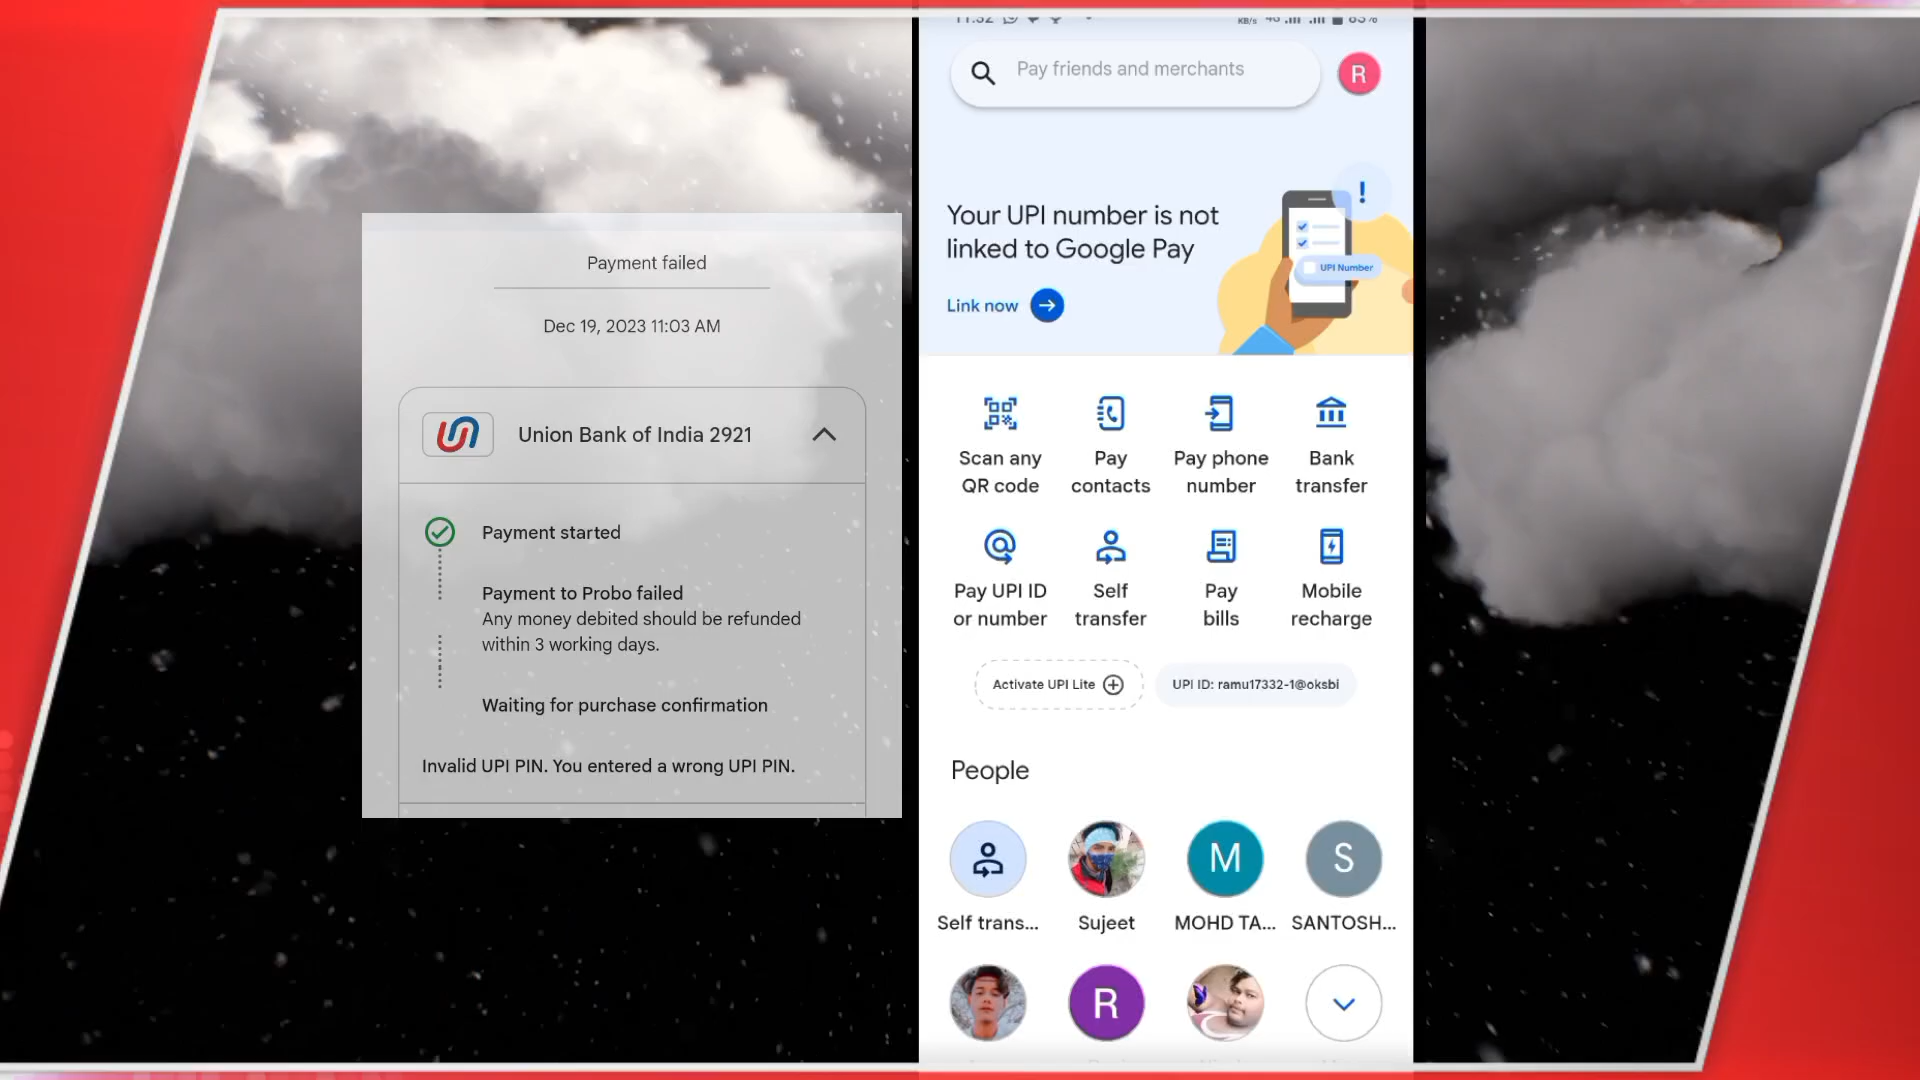 Payment failed
Dec 19, 2023 11:03 AM
Union Bank of India 2921
Payment started
Payment to Probo failed
Any money debited should be refunded
within 3 working days.
Waiting for purchase confirmation
Invalid UPI PIN. You entered a wrong UPI PIN.
11:32
KB/s 4G 83%
Pay friends and merchants
R
Your UPI number is not
linked to Google Pay
!
UPI Number
Link now
Scan any
QR code
Pay
contacts
Pay phone
number
Bank
transfer
Pay UPI ID
or number
Self
transfer
Pay
bills
Mobile
recharge
Activate UPI Lite
UPI ID: ramu17332-1@oksbi
People
M
S
Self trans...
Sujeet
MOHD TA...
SANTOSH...
R